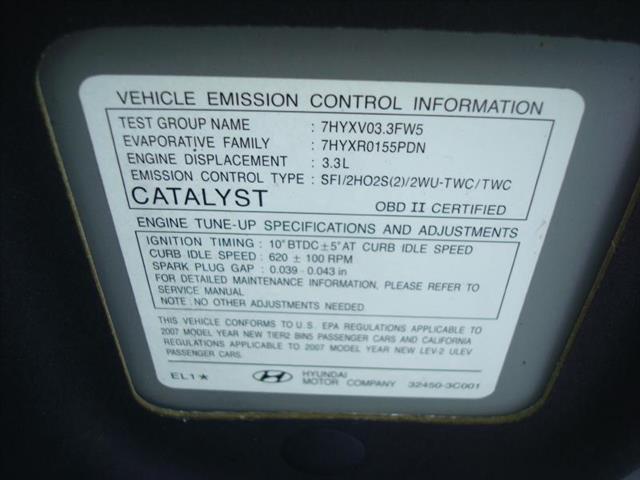 VEHICLE EMISSION CONTROL INFORMATION
TEST GROUP NAME : 7HYXV03.3FW5
EVAPORATIVE FAMILY : 7HYXR0155PDN
ENGINE DISPLACEMENT : 3.3L
EMISSION CONTROL TYPE : SFI/2HO2S(2)/2WU-TWC/TWC
CATALYST OBD II CERTIFIED
ENGINE TUNE-UP SPECIFICATIONS AND ADJUSTMENTS
IGNITION TIMING : 10° BTDC ±5° AT CURB IDLE SPEED
CURB IDLE SPEED : 620 ± 100 RPM
SPARK PLUG GAP : 0.039 - 0.043 in
FOR DETAILED MAINTENANCE INFORMATION, PLEASE REFER TO
SERVICE MANUAL
NOTE : NO OTHER ADJUSTMENTS NEEDED
THIS VEHICLE CONFORMS TO U.S. EPA REGULATIONS APPLICABLE TO
2007 MODEL YEAR NEW TIER2 BIN5 PASSENGER CARS AND CALIFORNIA
REGULATIONS APPLICABLE TO 2007 MODEL YEAR NEW LEV-2 ULEV
PASSENGER CARS.
EL1★ HYUNDAI
MOTOR COMPANY 32450-3C001